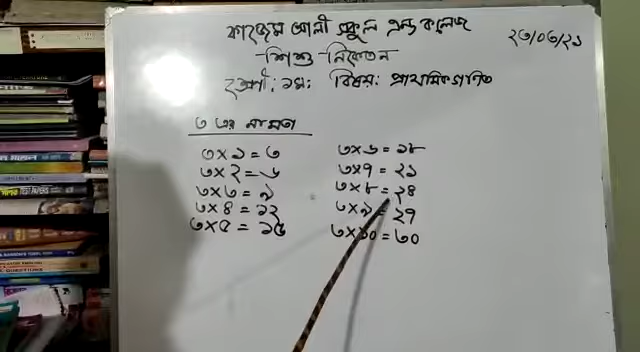 কাজেম আলী স্কুল এন্ড কলেজ
২৩/০৬/২১
শিশু নিকেতন
শ্রেণী: ১ম: বিষয়: প্রাথমিক গনিত
৩ এর নামতা
৩×১=৩
৩×২=৬
৩×৩=৯
৩×৪=১২
৩×৫=১৫
৩×৬=১৮
৩×৭=২১
৩×৮=২৪
৩×৯=২৭
৩×১০=৩০